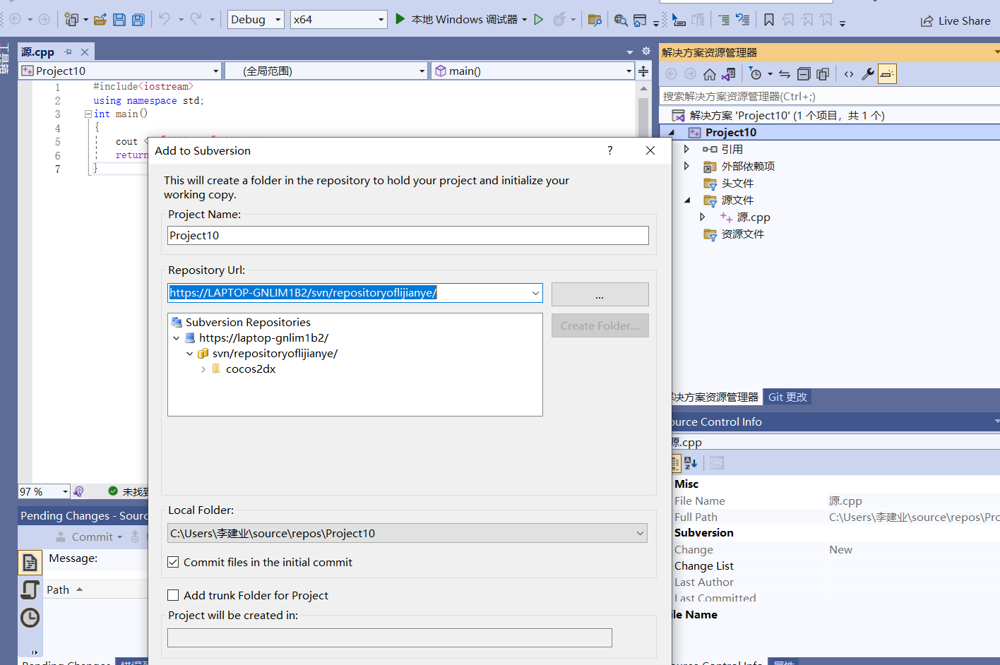 Debug
x64
本地 Windows 调试器
Live Share
工具箱
源.cpp
Project10
(全局范围)
main()
1 #include<iostream>
2 using namespace std;
3 int main()
4 {
5 cout <
6 return
7 }
97 %
未找到
Pending Changes - Sourc
Commit
Message:
Path
Pending Changes
Add to Subversion
?
This will create a folder in the repository to hold your project and initialize your
working copy.
Project Name:
Project10
Repository Url:
https://LAPTOP-GNLIM1B2/svn/repositoryoflijianye/
...
Subversion Repositories
https://laptop-gnlim1b2/
svn/repositoryoflijianye/
cocos2dx
Create Folder...
Local Folder:
C:\Users\李建业\source\repos\Project10
Commit files in the initial commit
Add trunk Folder for Project
Project will be created in:
解决方案资源管理器
搜索解决方案资源管理器(Ctrl+;)
解决方案 'Project10' (1 个项目，共 1 个)
Project10
引用
外部依赖项
头文件
源文件
源.cpp
资源文件
决方案资源管理器
Git 更改
ource Control Info
源.cpp
Misc
File Name 源.cpp
Full Path C:\Users\李建业\source\repos\Pro
Subversion
Change New
Change List
Last Author
Last Committed
ile Name
ource Control Info
属性